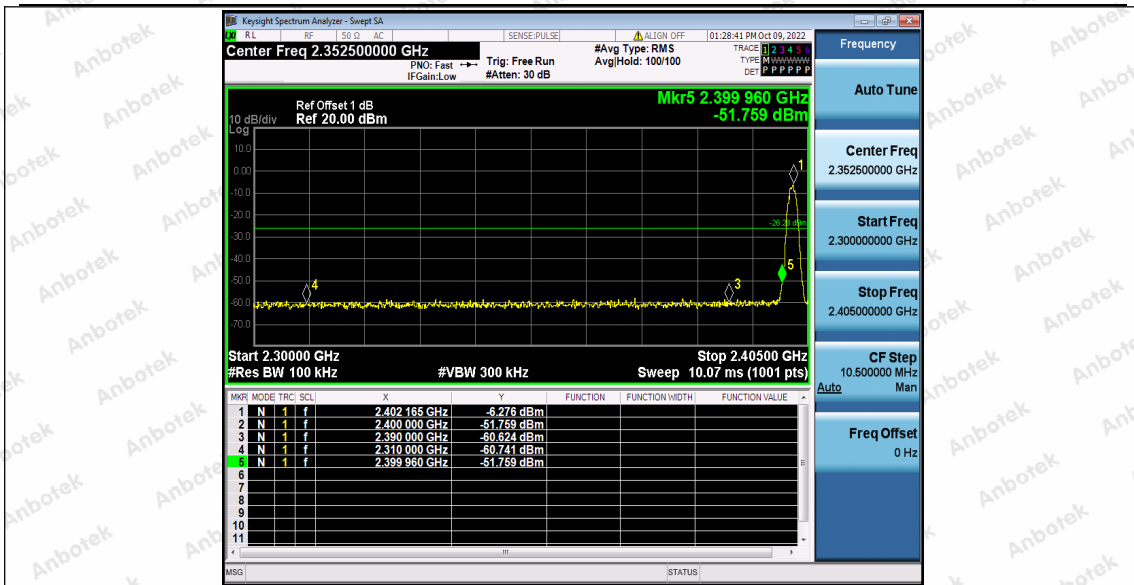 Keysight Spectrum Analyzer - Swept SA
LXI RL RF 50 Ω AC SENSE:PULSE ALIGN OFF 01:28:41 PM Oct 09, 2022
Center Freq 2.352500000 GHz
PNO: Fast
IFGain:Low
Trig: Free Run
#Atten: 30 dB
#Avg Type: RMS
Avg|Hold: 100/100
TRACE 1 2 3 4 5 6
TYPE M WWWWW
DET P P P P P P
Ref Offset 1 dB
Ref 20.00 dBm
10 dB/div
Log
Mkr5 2.399 960 GHz
-51.759 dBm
10.0
0.00
-10.0
-20.0
-30.0
-40.0
-50.0
-60.0
-70.0
1
5
3
4
Start 2.30000 GHz
Stop 2.40500 GHz
#Res BW 100 kHz #VBW 300 kHz Sweep 10.07 ms (1001 pts)
MKR MODE TRC SCL X Y FUNCTION FUNCTION WIDTH FUNCTION VALUE
1 N 1 f 2.402 165 GHz -6.276 dBm
2 N 1 f 2.400 000 GHz -51.759 dBm
3 N 1 f 2.390 000 GHz -60.624 dBm
4 N 1 f 2.310 000 GHz -60.741 dBm
5 N 1 f 2.399 960 GHz -51.759 dBm
6
7
8
9
10
11
MSG STATUS
Frequency
Auto Tune
Center Freq
2.352500000 GHz
Start Freq
2.300000000 GHz
Stop Freq
2.405000000 GHz
CF Step
10.500000 MHz
Auto Man
Freq Offset
0 Hz
Anbotek